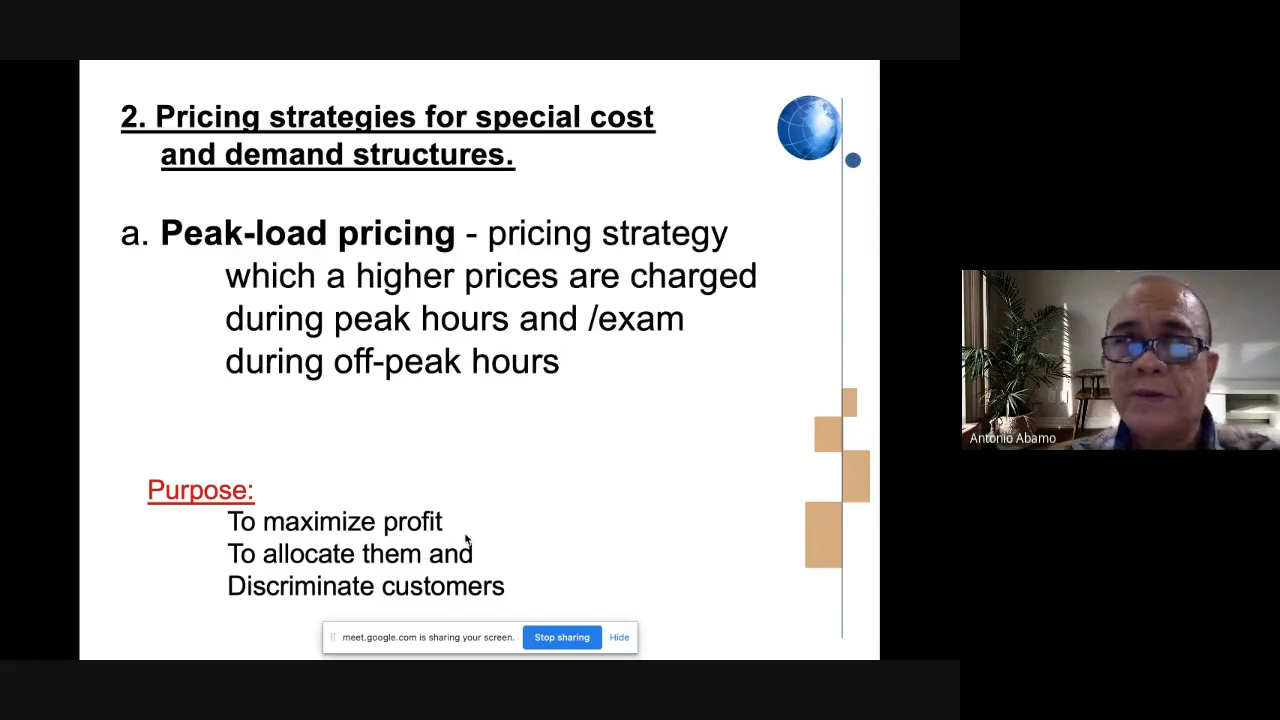 2. Pricing strategies for special cost
and demand structures.
a. Peak-load pricing - pricing strategy
which a higher prices are charged
during peak hours and /exam
during off-peak hours
Purpose:
To maximize profit
To allocate them and
Discriminate customers
meet.google.com is sharing your screen. Stop sharing Hide
Antonio Abamo